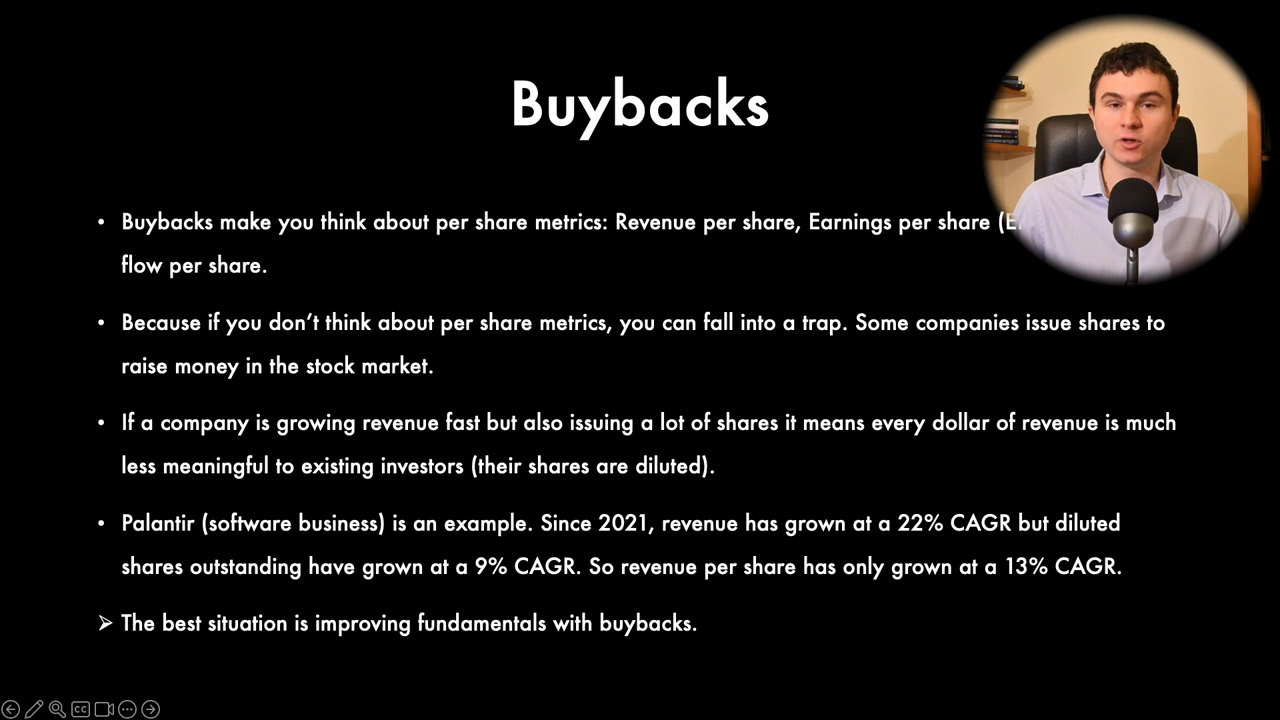 Buybacks
• Buybacks make you think about per share metrics: Revenue per share, Earnings per share (E
flow per share.
• Because if you don’t think about per share metrics, you can fall into a trap. Some companies issue shares to
raise money in the stock market.
• If a company is growing revenue fast but also issuing a lot of shares it means every dollar of revenue is much
less meaningful to existing investors (their shares are diluted).
• Palantir (software business) is an example. Since 2021, revenue has grown at a 22% CAGR but diluted
shares outstanding have grown at a 9% CAGR. So revenue per share has only grown at a 13% CAGR.
➢ The best situation is improving fundamentals with buybacks.
CC